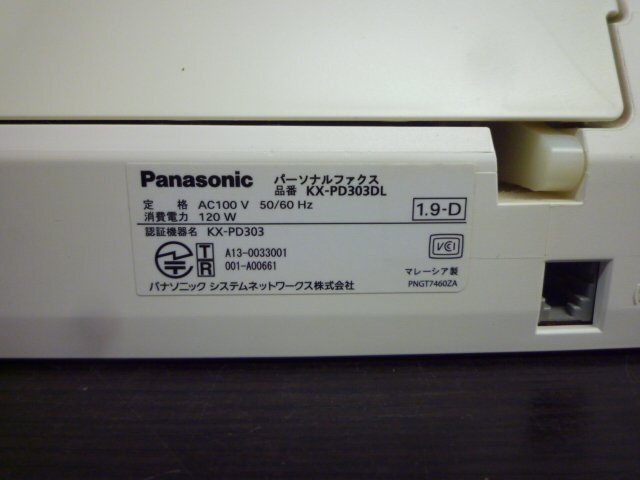 Panasonic パーソナルファクス
品番 KX-PD303DL
定 格 AC100 V 50/60 Hz
消費電力 120 W
1.9-D
認証機器名 KX-PD303
T A13-0033001
R 001-A00661
VCI
マレーシア製
PNGT7460ZA
パナソニック システムネットワークス株式会社